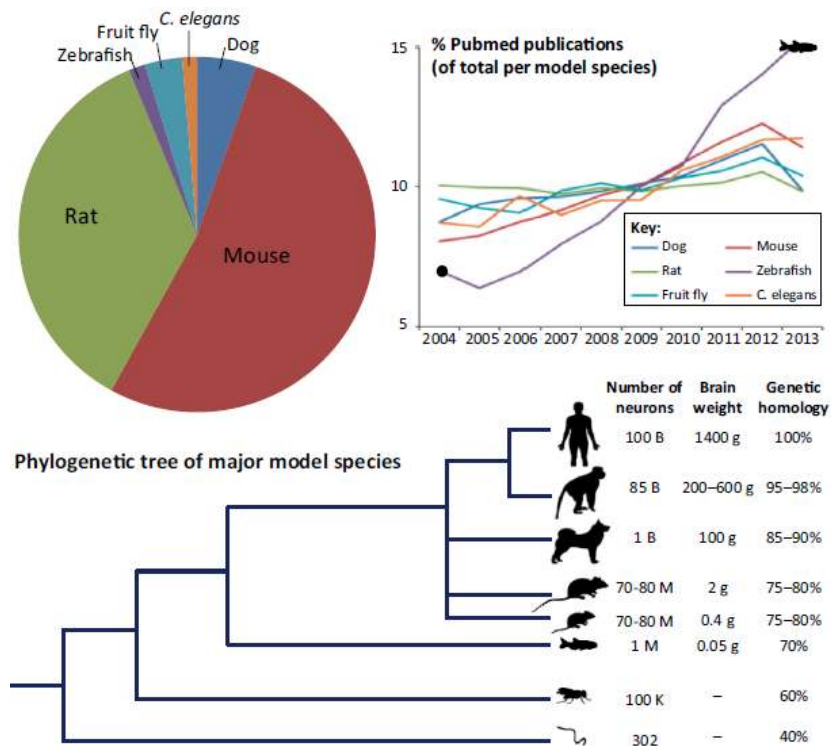 C. elegans
Fruit fly
Dog
Zebrafish
Rat
Mouse
% Pubmed publications
(of total per model species)
15
10
5
Key:
Dog Mouse
Rat Zebrafish
Fruit fly C. elegans
2004 2005 2006 2007 2008 2009 2010 2011 2012 2013
Phylogenetic tree of major model species
Number of Brain Genetic
neurons weight homology
100 B 1400 g 100%
85 B 200–600 g 95–98%
1 B 100 g 85–90%
70-80 M 2 g 75–80%
70-80 M 0.4 g 75–80%
1 M 0.05 g 70%
100 K – 60%
302 – 40%